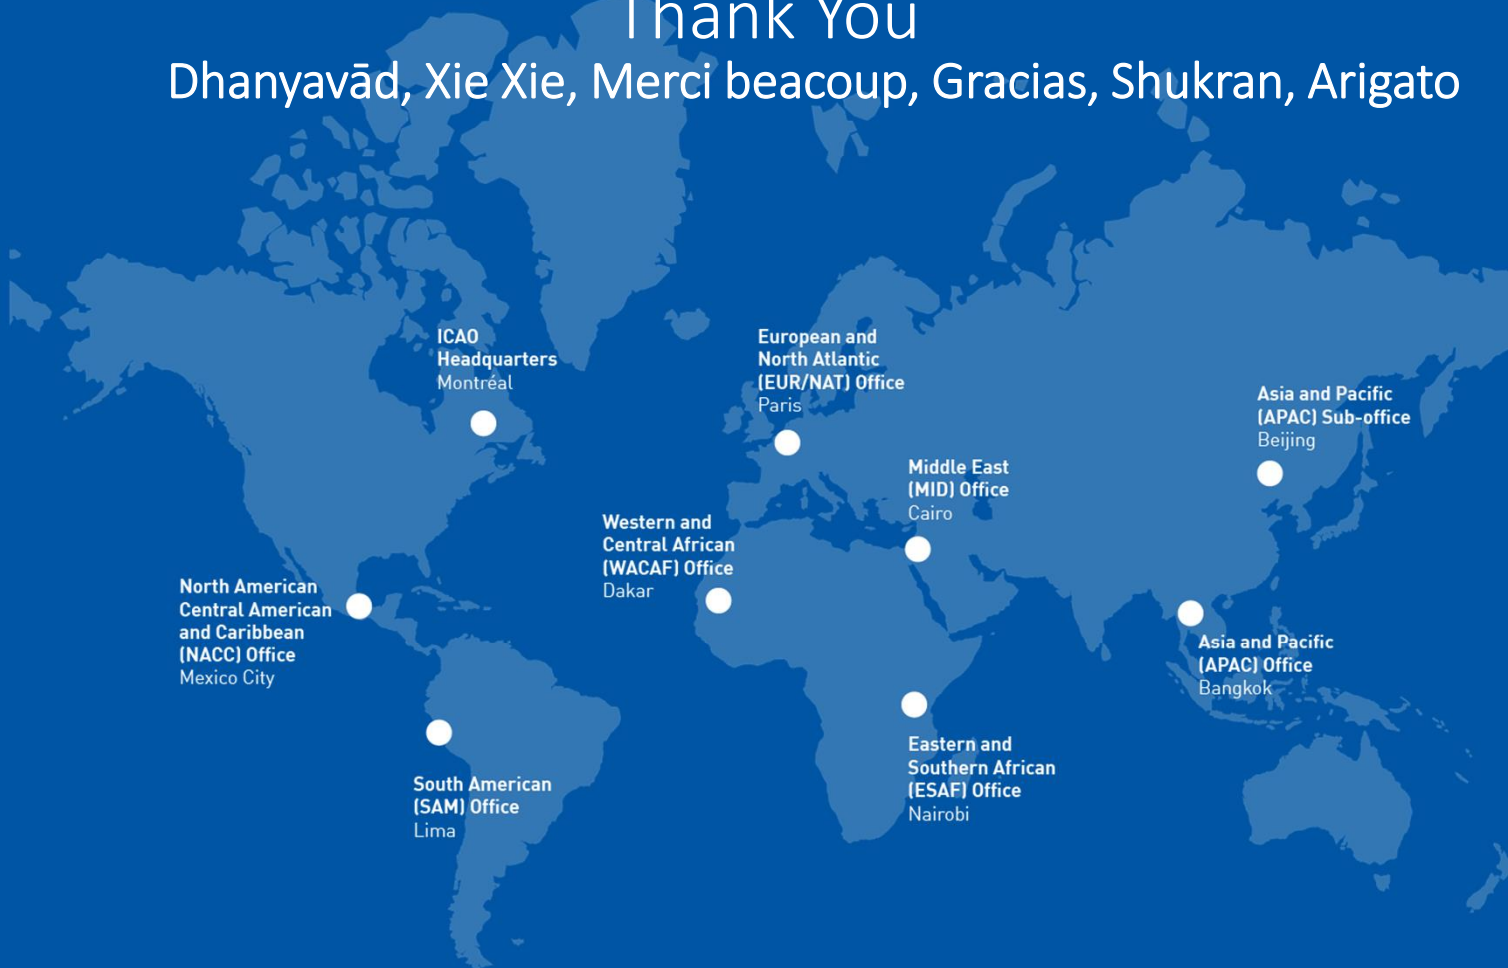 Thank You
Dhanyavād, Xie Xie, Merci beacoup, Gracias, Shukran, Arigato
ICAO
Headquarters
Montréal
European and
North Atlantic
(EUR/NAT) Office
Paris
Asia and Pacific
(APAC) Sub-office
Beijing
Middle East
(MID) Office
Cairo
Western and
Central African
(WACAF) Office
Dakar
North American
Central American
and Caribbean
(NACC) Office
Mexico City
Asia and Pacific
(APAC) Office
Bangkok
South American
(SAM) Office
Lima
Eastern and
Southern African
(ESAF) Office
Nairobi